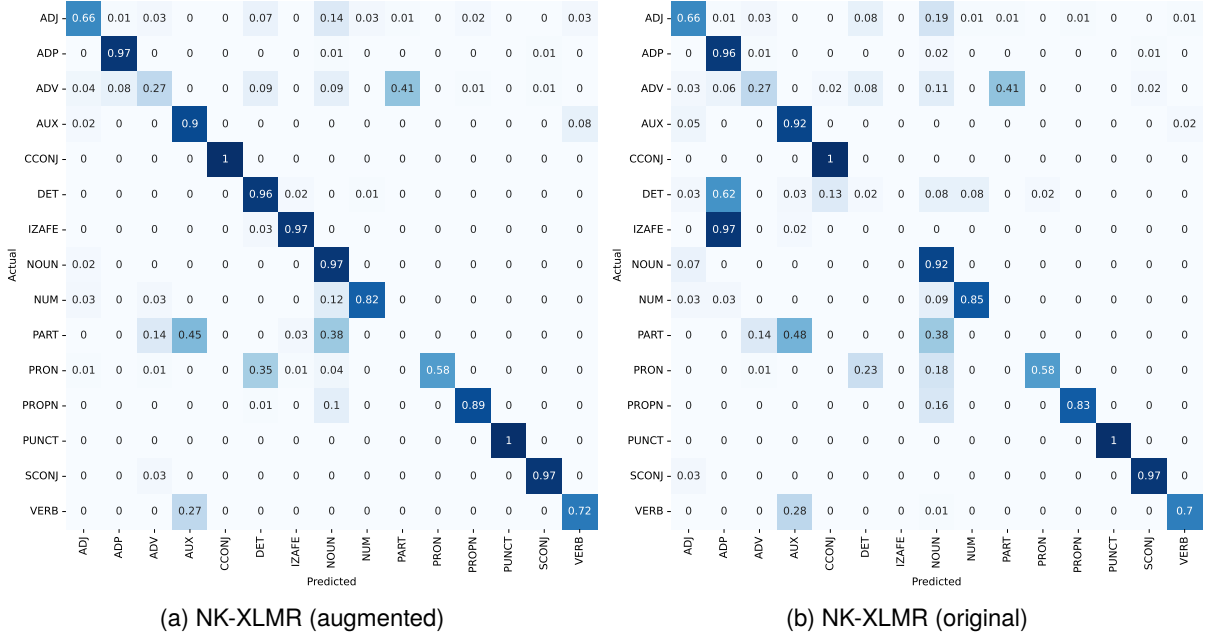 ADJ 0.66 0.01 0.03 0 0 0.07 0 0.14 0.03 0.01 0 0.02 0 0 0.03
ADP 0 0.97 0 0 0 0 0 0.01 0 0 0 0 0 0.01 0
ADV 0.04 0.08 0.27 0 0 0.09 0 0.09 0 0.41 0 0.02 0 0.01 0
AUX 0.02 0 0 0.9 0 0 0 0 0 0 0 0 0 0 0.08
CCONJ 0 0 0 0 1 0 0 0 0 0 0 0 0 0 0
DET 0 0 0 0 0 0.96 0.02 0 0.01 0 0 0 0 0 0
IZAFE 0 0 0 0 0 0.03 0.97 0 0 0 0 0 0 0 0
NOUN 0.02 0 0 0 0 0 0 0.97 0 0 0 0 0 0 0
NUM 0.03 0 0.03 0 0 0 0 0.12 0.82 0 0 0 0 0 0
PART 0 0 0.14 0.45 0 0 0.03 0.38 0 0 0 0 0 0 0
PRON 0.01 0 0.01 0 0 0.35 0.01 0.04 0 0 0.58 0 0 0 0
PROPN 0 0 0 0 0 0.01 0 0.1 0 0 0 0.89 0 0 0
PUNCT 0 0 0 0 0 0 0 0 0 0 0 0 1 0 0
SCONJ 0 0 0.03 0 0 0 0 0 0 0 0 0 0 0.97 0
VERB 0 0 0 0.27 0 0 0 0 0 0 0 0 0 0 0.72
Actual
ADJ ADP ADV AUX CCONJ DET IZAFE NOUN NUM PART PRON PROPN PUNCT SCONJ VERB
Predicted
(a) NK-XLMR (augmented)
ADJ 0.66 0.01 0.03 0 0 0.08 0 0.19 0.01 0.01 0 0.01 0 0 0.01
ADP 0 0.96 0.01 0 0 0 0 0.02 0 0 0 0 0 0.01 0
ADV 0.03 0.06 0.27 0 0.02 0.08 0 0.11 0 0.41 0 0 0 0.02 0
AUX 0.05 0 0 0.92 0 0 0 0 0 0 0 0 0 0 0.02
CCONJ 0 0 0 0 1 0 0 0 0 0 0 0 0 0 0
DET 0.03 0.62 0 0.03 0.13 0.02 0 0.08 0.08 0 0.02 0 0 0 0
IZAFE 0 0.97 0 0.02 0 0 0 0 0 0 0 0 0 0 0
NOUN 0.07 0 0 0 0 0 0 0.92 0 0 0 0 0 0 0
NUM 0.03 0.03 0 0 0 0 0 0.09 0.85 0 0 0 0 0 0
PART 0 0 0.14 0.48 0 0 0 0.38 0 0 0 0 0 0 0
PRON 0 0 0.01 0 0 0.23 0 0.18 0 0 0.58 0 0 0 0
PROPN 0 0 0 0 0 0 0 0.16 0 0 0 0.83 0 0 0
PUNCT 0 0 0 0 0 0 0 0 0 0 0 0 1 0 0
SCONJ 0.03 0 0 0 0 0 0 0 0 0 0 0 0 0.97 0
VERB 0 0 0 0.28 0 0 0 0.01 0 0 0 0 0 0 0.7
Actual
ADJ ADP ADV AUX CCONJ DET IZAFE NOUN NUM PART PRON PROPN PUNCT SCONJ VERB
Predicted
(b) NK-XLMR (original)